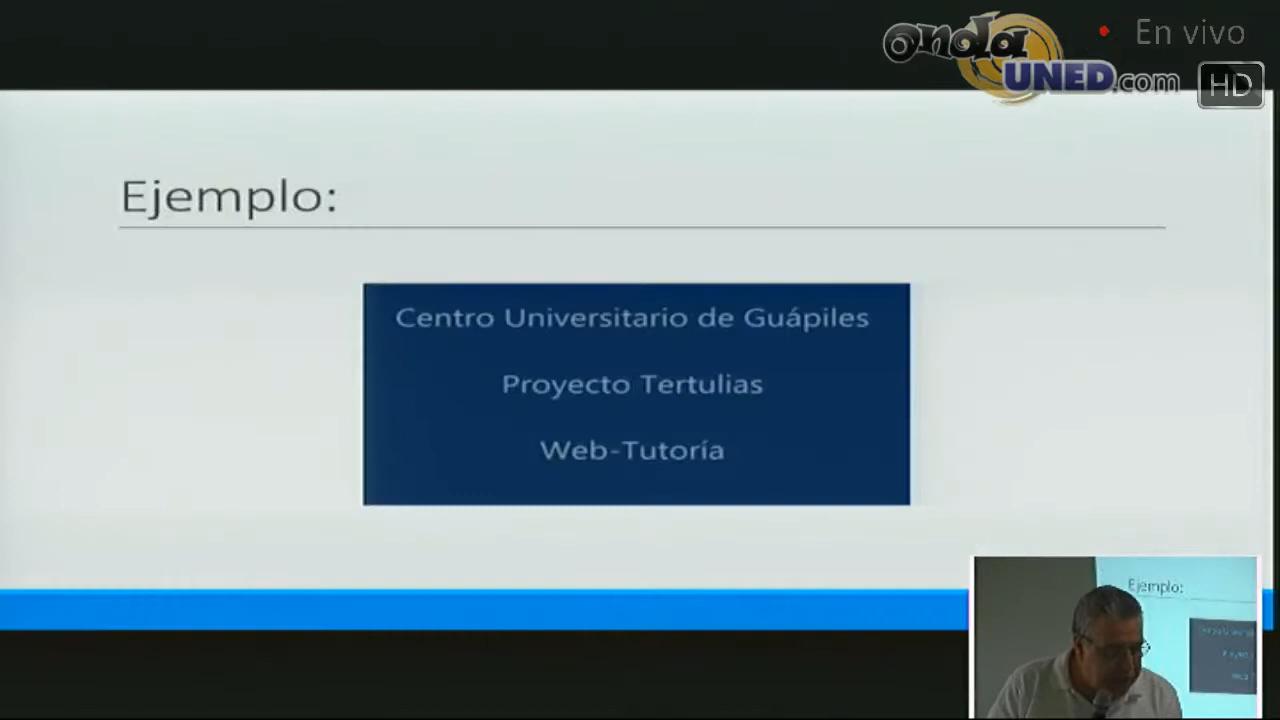 onda
UNED.com
En vivo
HD
Ejemplo:
Centro Universitario de Guápiles
Proyecto Tertulias
Web-Tutoría
Ejemplo: